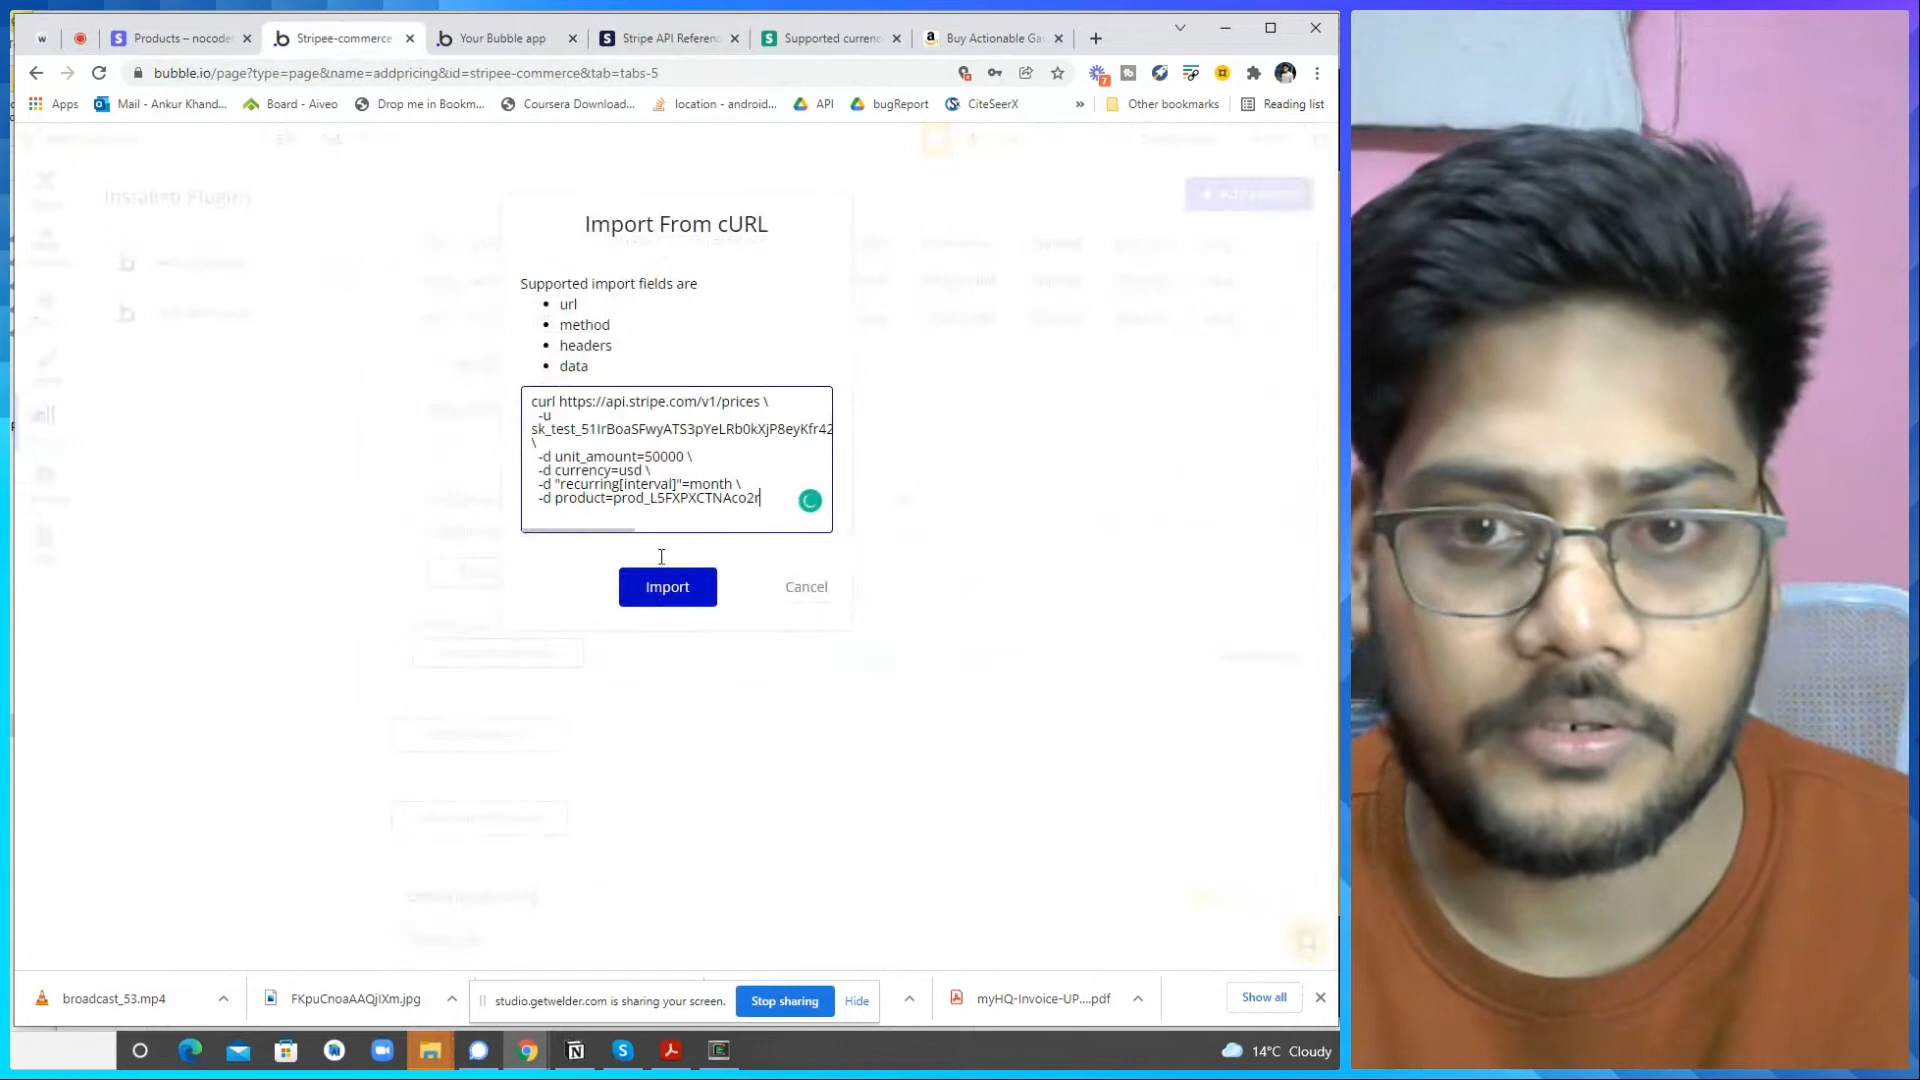 Products – nocode
Stripee-commerce
Your Bubble app
Stripe API Referen
Supported currenc
Buy Actionable Ga
bubble.io/page?type=page&name=addpricing&id=stripee-commerce&tab=tabs-5
7
Apps
Mail - Ankur Khand...
Board - Aiveo
Drop me in Bookm...
Coursera Download...
location - android...
API
bugReport
CiteSeerX
Other bookmarks
Reading list
Installed Plugins
Import From cURL
Supported import fields are
url
method
headers
data
curl https://api.stripe.com/v1/prices \
-u
sk_test_51IrBoaSFwyATS3pYeLRb0kXjP8eyKfr42
\
-d unit_amount=50000 \
-d currency=usd \
-d "recurring[interval]"=month \
-d product=prod_L5FXPXCTNAco2r
Import
Cancel
broadcast_53.mp4
FKpuCnoaAAQjIXm.jpg
studio.getwelder.com is sharing your screen.
Stop sharing
Hide
myHQ-Invoice-UP....pdf
Show all
14°C Cloudy